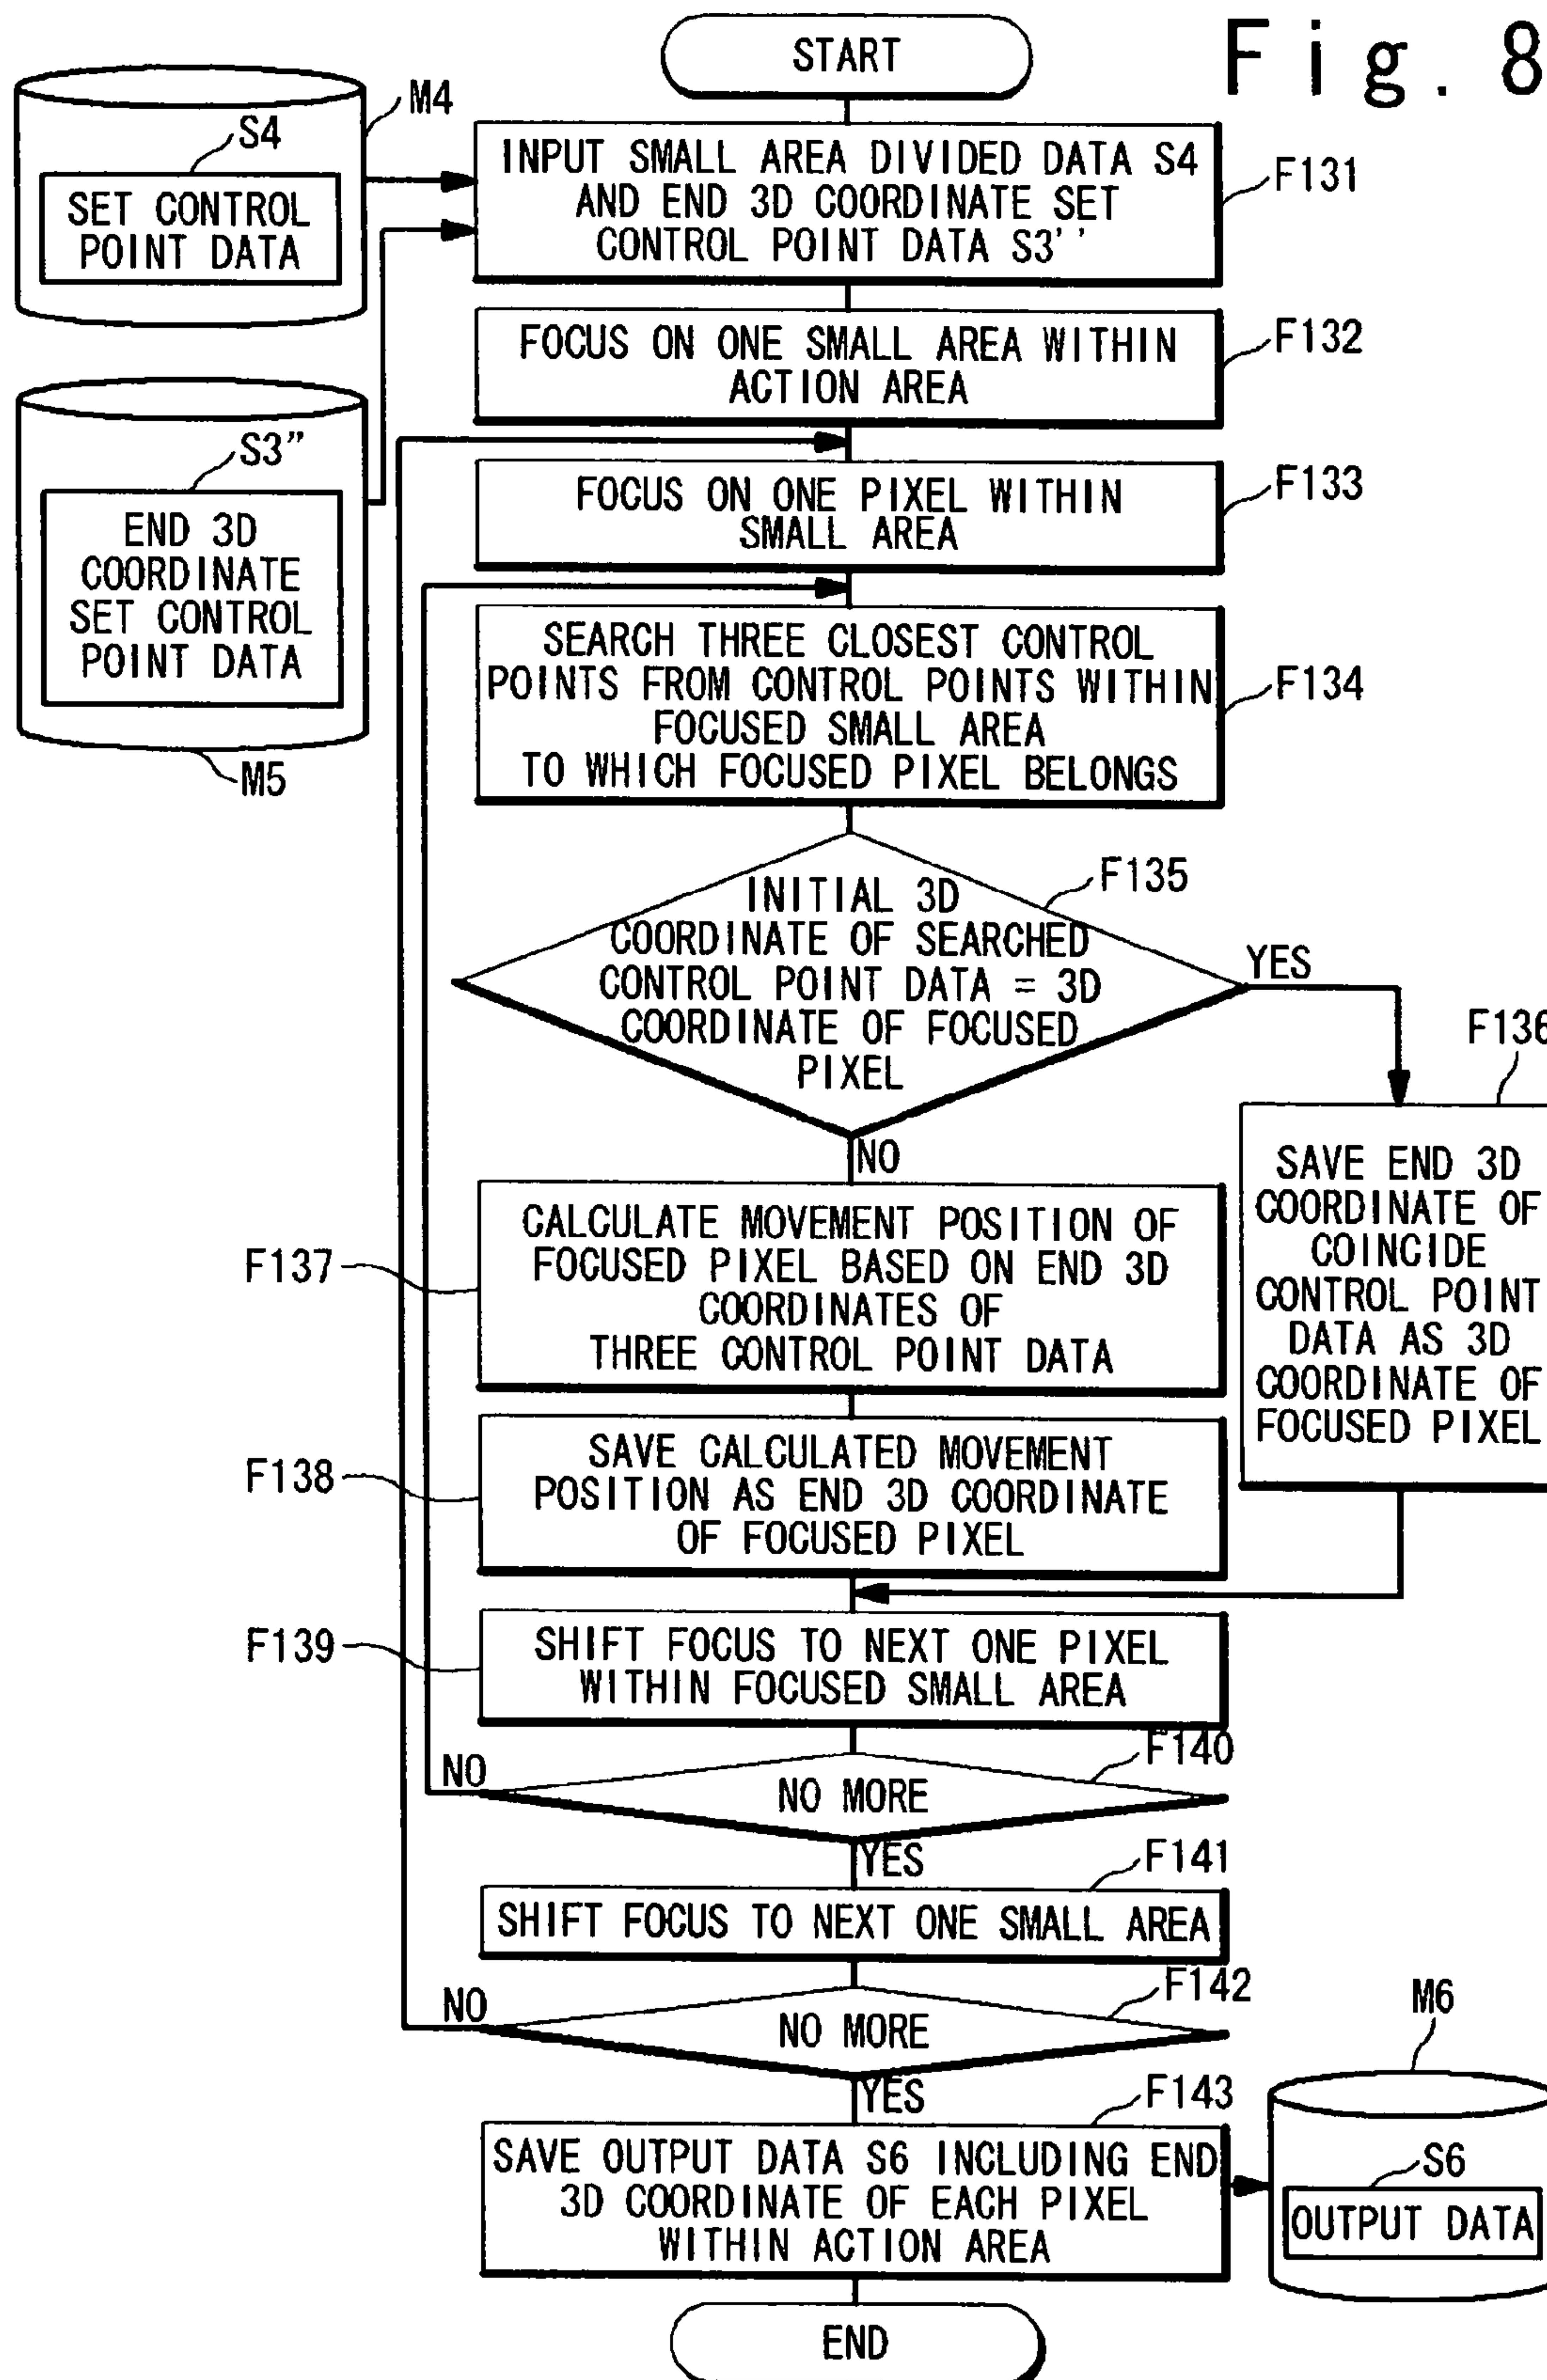 Fig. 8
START
M4
S4
SET CONTROL
POINT DATA
INPUT SMALL AREA DIVIDED DATA S4
AND END 3D COORDINATE SET
CONTROL POINT DATA S3''
F131
FOCUS ON ONE SMALL AREA WITHIN
ACTION AREA
F132
S3"
END 3D
COORDINATE
SET CONTROL
POINT DATA
M5
FOCUS ON ONE PIXEL WITHIN
SMALL AREA
F133
SEARCH THREE CLOSEST CONTROL
POINTS FROM CONTROL POINTS WITHIN
FOCUSED SMALL AREA
TO WHICH FOCUSED PIXEL BELONGS
F134
F135
INITIAL 3D
COORDINATE OF SEARCHED
CONTROL POINT DATA = 3D
COORDINATE OF FOCUSED
PIXEL
YES
NO
F136
SAVE END 3D
COORDINATE OF
COINCIDE
CONTROL POINT
DATA AS 3D
COORDINATE OF
FOCUSED PIXEL
F137
CALCULATE MOVEMENT POSITION OF
FOCUSED PIXEL BASED ON END 3D
COORDINATES OF
THREE CONTROL POINT DATA
F138
SAVE CALCULATED MOVEMENT
POSITION AS END 3D COORDINATE
OF FOCUSED PIXEL
F139
SHIFT FOCUS TO NEXT ONE PIXEL
WITHIN FOCUSED SMALL AREA
F140
NO
NO MORE
YES
F141
SHIFT FOCUS TO NEXT ONE SMALL AREA
F142
NO
NO MORE
YES
F143
SAVE OUTPUT DATA S6 INCLUDING END
3D COORDINATE OF EACH PIXEL
WITHIN ACTION AREA
M6
S6
OUTPUT DATA
END